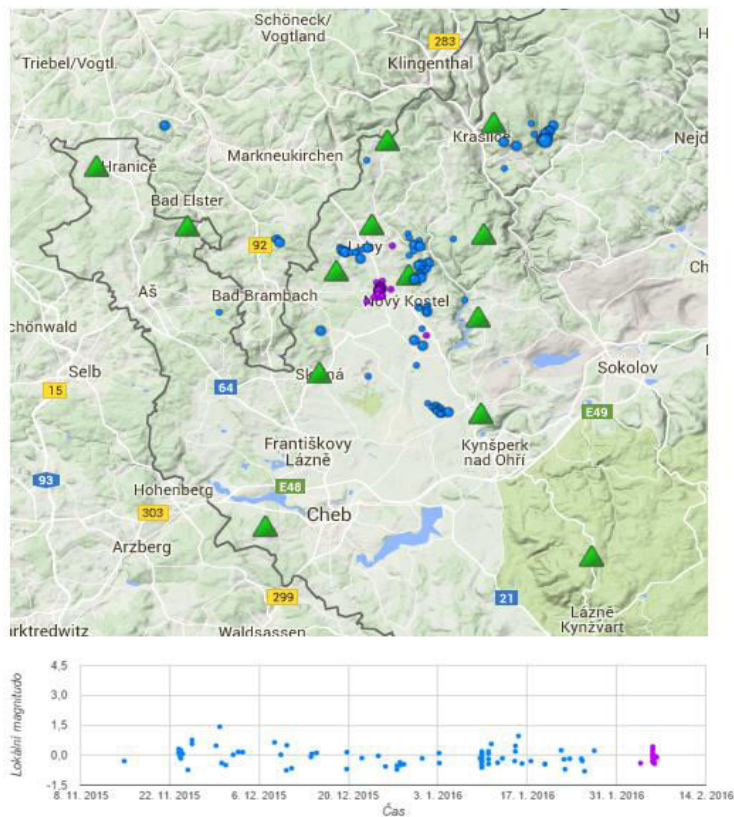 Schöneck/
Vogtland
283
Triebel/Vogtl.
Klingenthal
H
Kraslice
Nejd
Markneukirchen
Hranice
Bad Elster
92
Luby
Ch
Aš
Bad Brambach
Nový Kostel
chönwald
Selb
Skalná
Sokolov
15
64
E49
Františkovy
Lázně
Kynšperk
nad Ohří
93
Hohenberg
E48
303
Cheb
Arzberg
299
21
Lázně
Kynžvart
arktredwitz
Waldsassen
4,5
3,0
1,5
0,0
-1,5
Lokální magnitudo
8. 11. 2015 22. 11. 2015 6. 12. 2015 20. 12. 2015 3. 1. 2016 17. 1. 2016 31. 1. 2016 14. 2. 2016
Čas